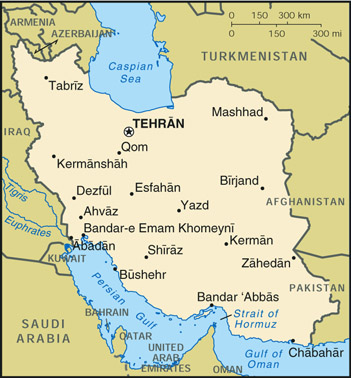 ARMENIA
AZERBAIJAN
0 150 300 km
0 150 300 mi
Caspian
Sea
TURKMENISTAN
Tabrīz
TEHRĀN
Mashhad
Qom
IRAQ
Kermānshāh
Dezfūl
Esfahān
Bīrjand
Tigris
Ahvāz
Yazd
AFGHANISTAN
Euphrates
Bandar-e Emam Khomeynī
Ābādān
Kermān
KUWAIT
Shīrāz
Zāhedān
Būshehr
Persian
Gulf
Bandar ‘Abbās
PAKISTAN
SAUDI
ARABIA
BAHRAIN
Strait of
Hormuz
QATAR
UNITED
ARAB
EMIRATES
OMAN
Gulf of
Oman
Chābahār